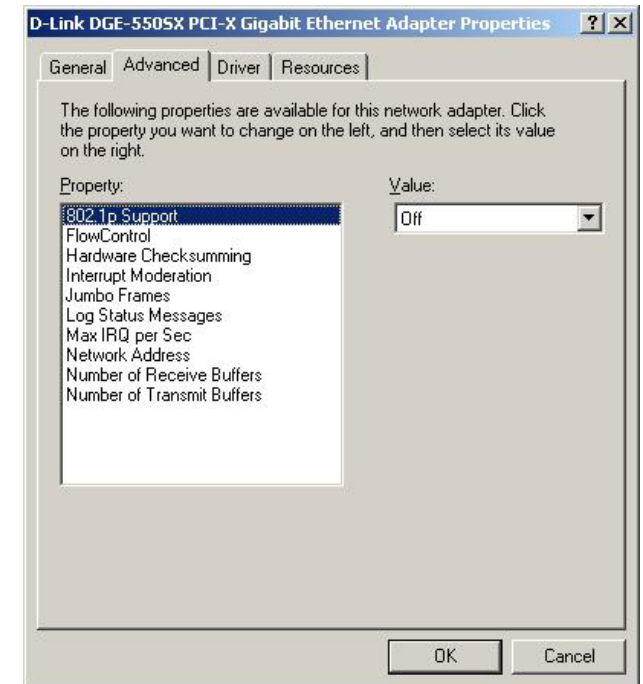 D-Link DGE-550SX PCI-X Gigabit Ethernet Adapter Properties ? X
General Advanced Driver Resources
The following properties are available for this network adapter. Click
the property you want to change on the left, and then select its value
on the right.
Property: Value:
802.1p Support Off
FlowControl
Hardware Checksumming
Interrupt Moderation
Jumbo Frames
Log Status Messages
Max IRQ per Sec
Network Address
Number of Receive Buffers
Number of Transmit Buffers
OK Cancel